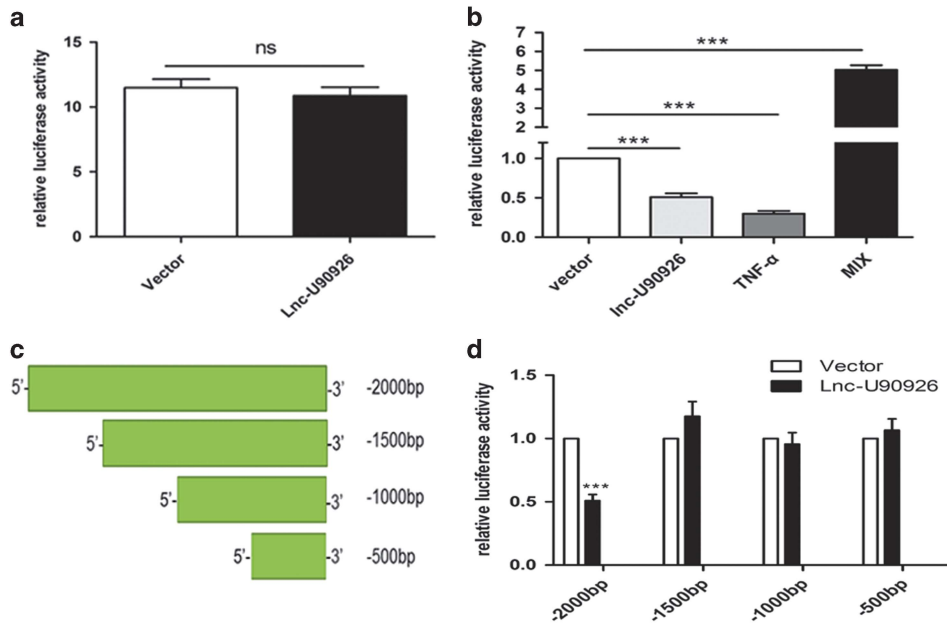 a
ns
15
10
5
0
relative luciferase activity
Vector
Lnc-U90926
b
***
***
***
7
6
5
4
3
2
1.0
0.5
0.0
relative luciferase activity
vector
lnc-U90926
TNF-α
MIX
c
5'- -3' -2000bp
5'- -3' -1500bp
5'- -3' -1000bp
5'- -3' -500bp
d
Vector
Lnc-U90926
1.5
1.0
0.5
0.0
relative luciferase activity
***
-2000bp
-1500bp
-1000bp
-500bp